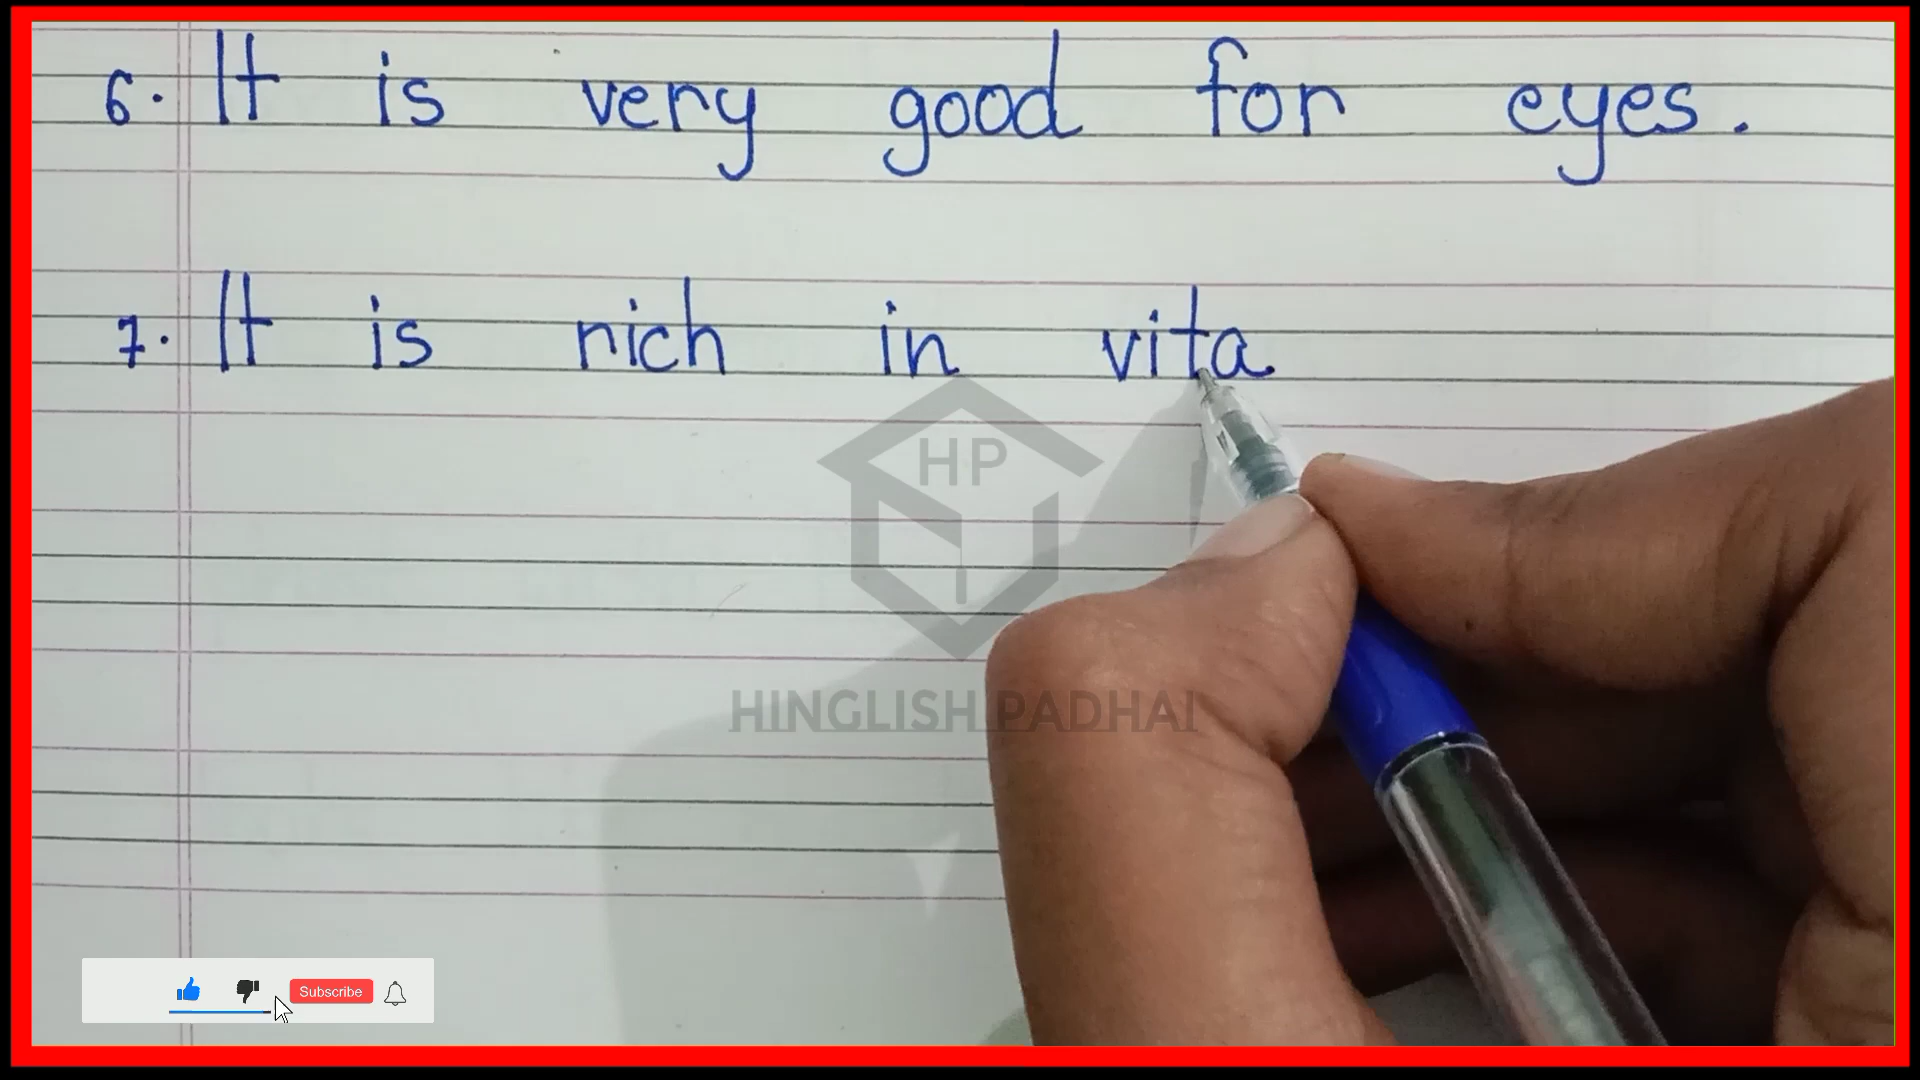 6. It is very good for eyes.
7. It is rich in vita
HP
HINGLISH PADHAI
Subscribe